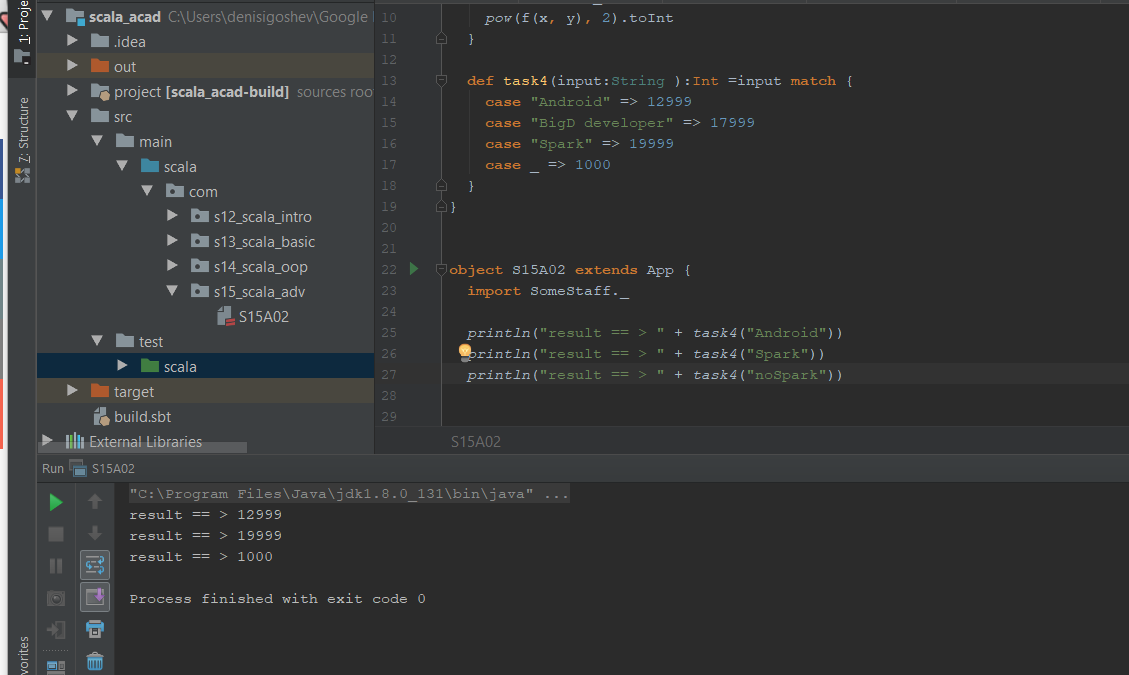 1: Proje
7: Structure
vorites
scala_acad C:\Users\denisigoshev\Google
.idea
out
project [scala_acad-build] sources roo
src
main
scala
com
s12_scala_intro
s13_scala_basic
s14_scala_oop
s15_scala_adv
S15A02
test
scala
target
build.sbt
External Libraries
10 pow(f(x, y), 2).toInt
11 }
12
13 def task4(input:String ):Int =input match {
14 case "Android" => 12999
15 case "BigD developer" => 17999
16 case "Spark" => 19999
17 case _ => 1000
18 }
19 }
20
21
22 object S15A02 extends App {
23 import SomeStaff._
24
25 println("result == > " + task4("Android"))
26 println("result == > " + task4("Spark"))
27 println("result == > " + task4("noSpark"))
28
29
S15A02
Run S15A02
"C:\Program Files\Java\jdk1.8.0_131\bin\java" ...
result == > 12999
result == > 19999
result == > 1000
Process finished with exit code 0